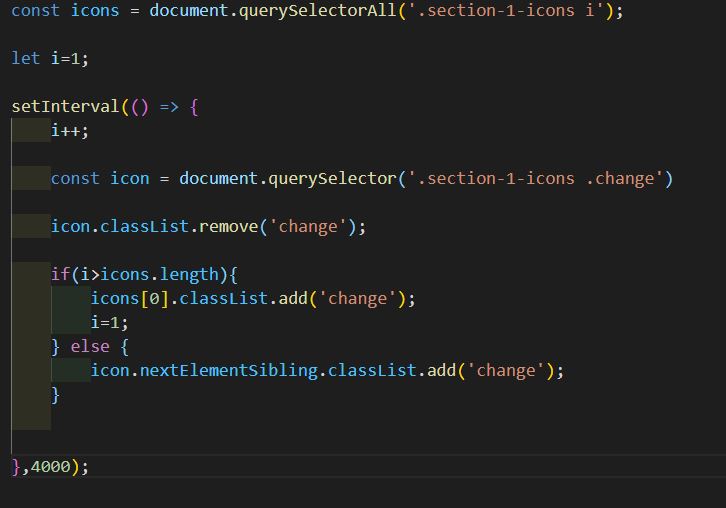 const icons = document.querySelectorAll('.section-1-icons i');
let i=1;
setInterval(() => {
i++;
const icon = document.querySelector('.section-1-icons .change')
icon.classList.remove('change');
if(i>icons.length){
icons[0].classList.add('change');
i=1;
} else {
icon.nextElementSibling.classList.add('change');
}
},4000);